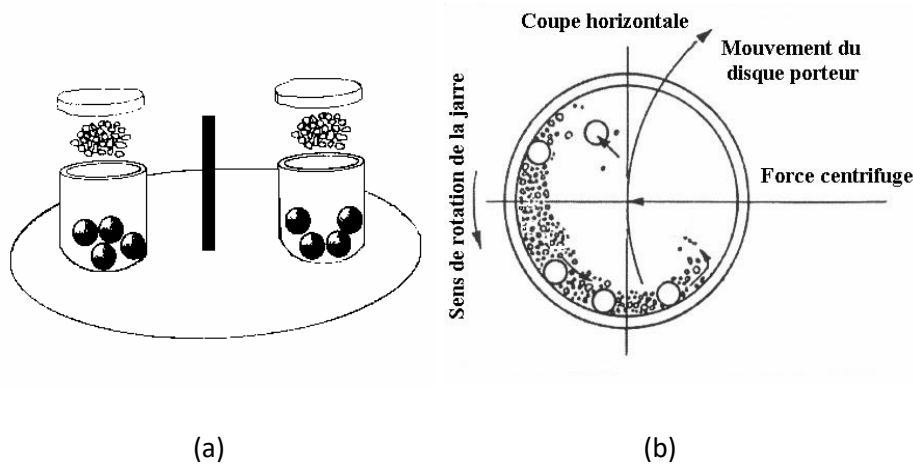 Coupe horizontale
Mouvement du
disque porteur
Sens de rotation de la jarre
Force centrifuge
(a)
(b)